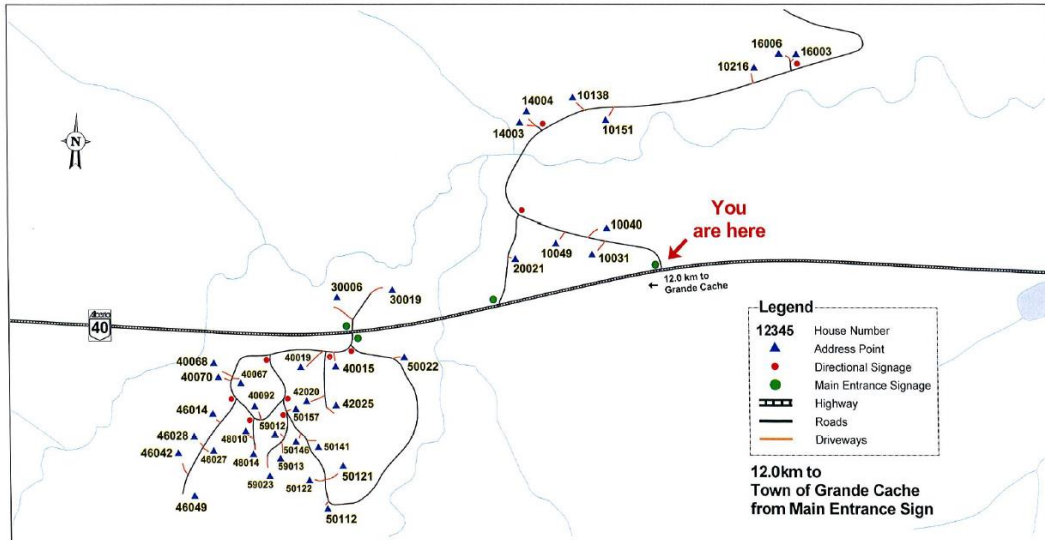 16006
16003
10216
14004
10138
14003
10151
N
You
are here
10040
10049
10031
20021
12.0 km to
Grande Cache
30006
30019
Alberta
40
40068
40070
40067
40019
40015
50022
40092
42020
42025
46014
59012
50157
46028
48010
50146
50141
46042
46027
48014
59013
50121
59023
50122
46049
50112
Legend
12345 House Number
Address Point
Directional Signage
Main Entrance Signage
Highway
Roads
Driveways
12.0km to
Town of Grande Cache
from Main Entrance Sign